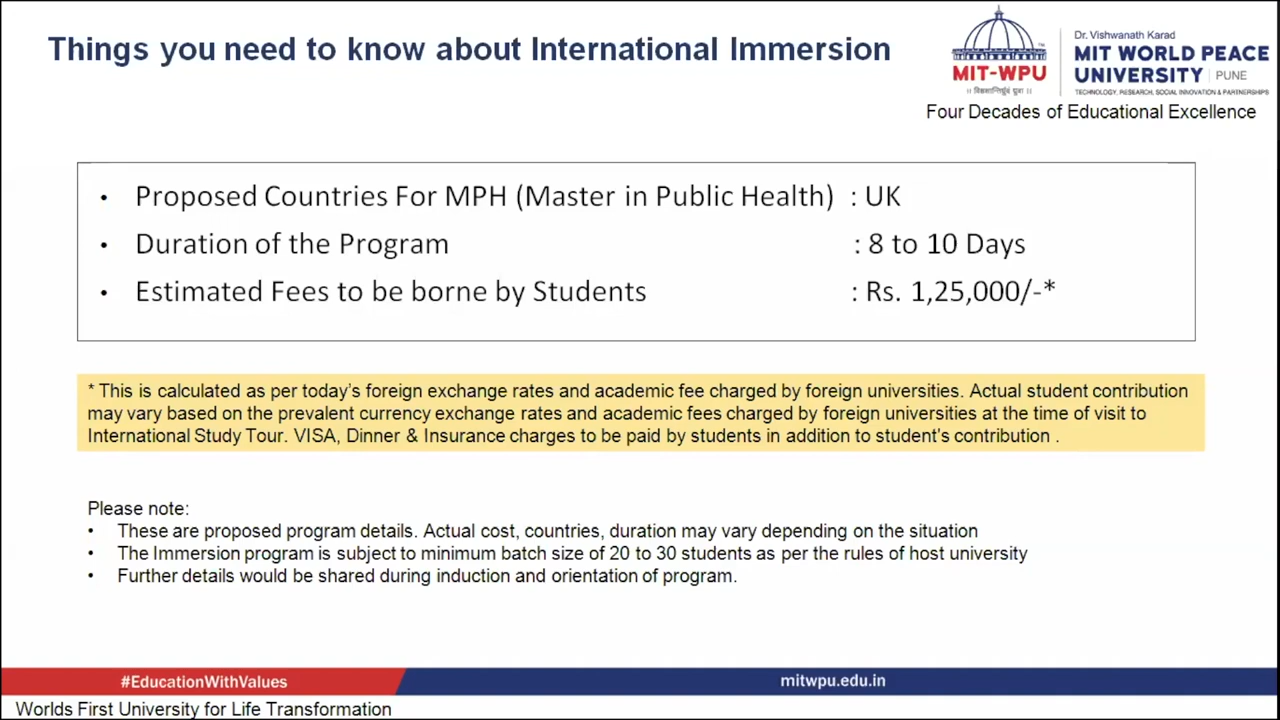 Things you need to know about International Immersion
MIT-WPU
TM
Dr. Vishwanath Karad
MIT WORLD PEACE
UNIVERSITY | PUNE
TECHNOLOGY, RESEARCH, SOCIAL INNOVATION & PARTNERSHIPS
Four Decades of Educational Excellence
• Proposed Countries For MPH (Master in Public Health) : UK
• Duration of the Program : 8 to 10 Days
• Estimated Fees to be borne by Students : Rs. 1,25,000/-*
* This is calculated as per today’s foreign exchange rates and academic fee charged by foreign universities. Actual student contribution
may vary based on the prevalent currency exchange rates and academic fees charged by foreign universities at the time of visit to
International Study Tour. VISA, Dinner & Insurance charges to be paid by students in addition to student’s contribution .
Please note:
• These are proposed program details. Actual cost, countries, duration may vary depending on the situation
• The Immersion program is subject to minimum batch size of 20 to 30 students as per the rules of host university
• Further details would be shared during induction and orientation of program.
#EducationWithValues
mitwpu.edu.in
Worlds First University for Life Transformation